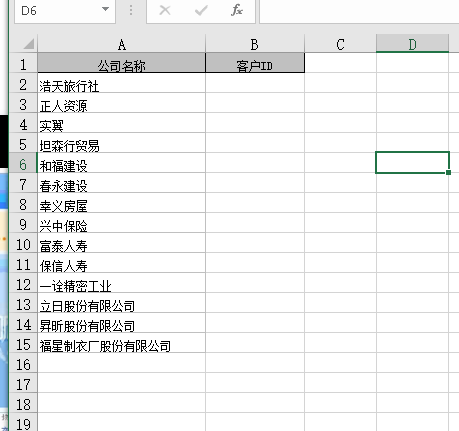 D6
fx
A B C D
1 公司名称 客户ID
2 浩天旅行社
3 正人资源
4 实翼
5 坦森行贸易
6 和福建设
7 春永建设
8 幸义房屋
9 兴中保险
10 富泰人寿
11 保信人寿
12 一诠精密工业
13 立日股份有限公司
14 昇昕股份有限公司
15 福星制衣厂股份有限公司
16
17
18
19